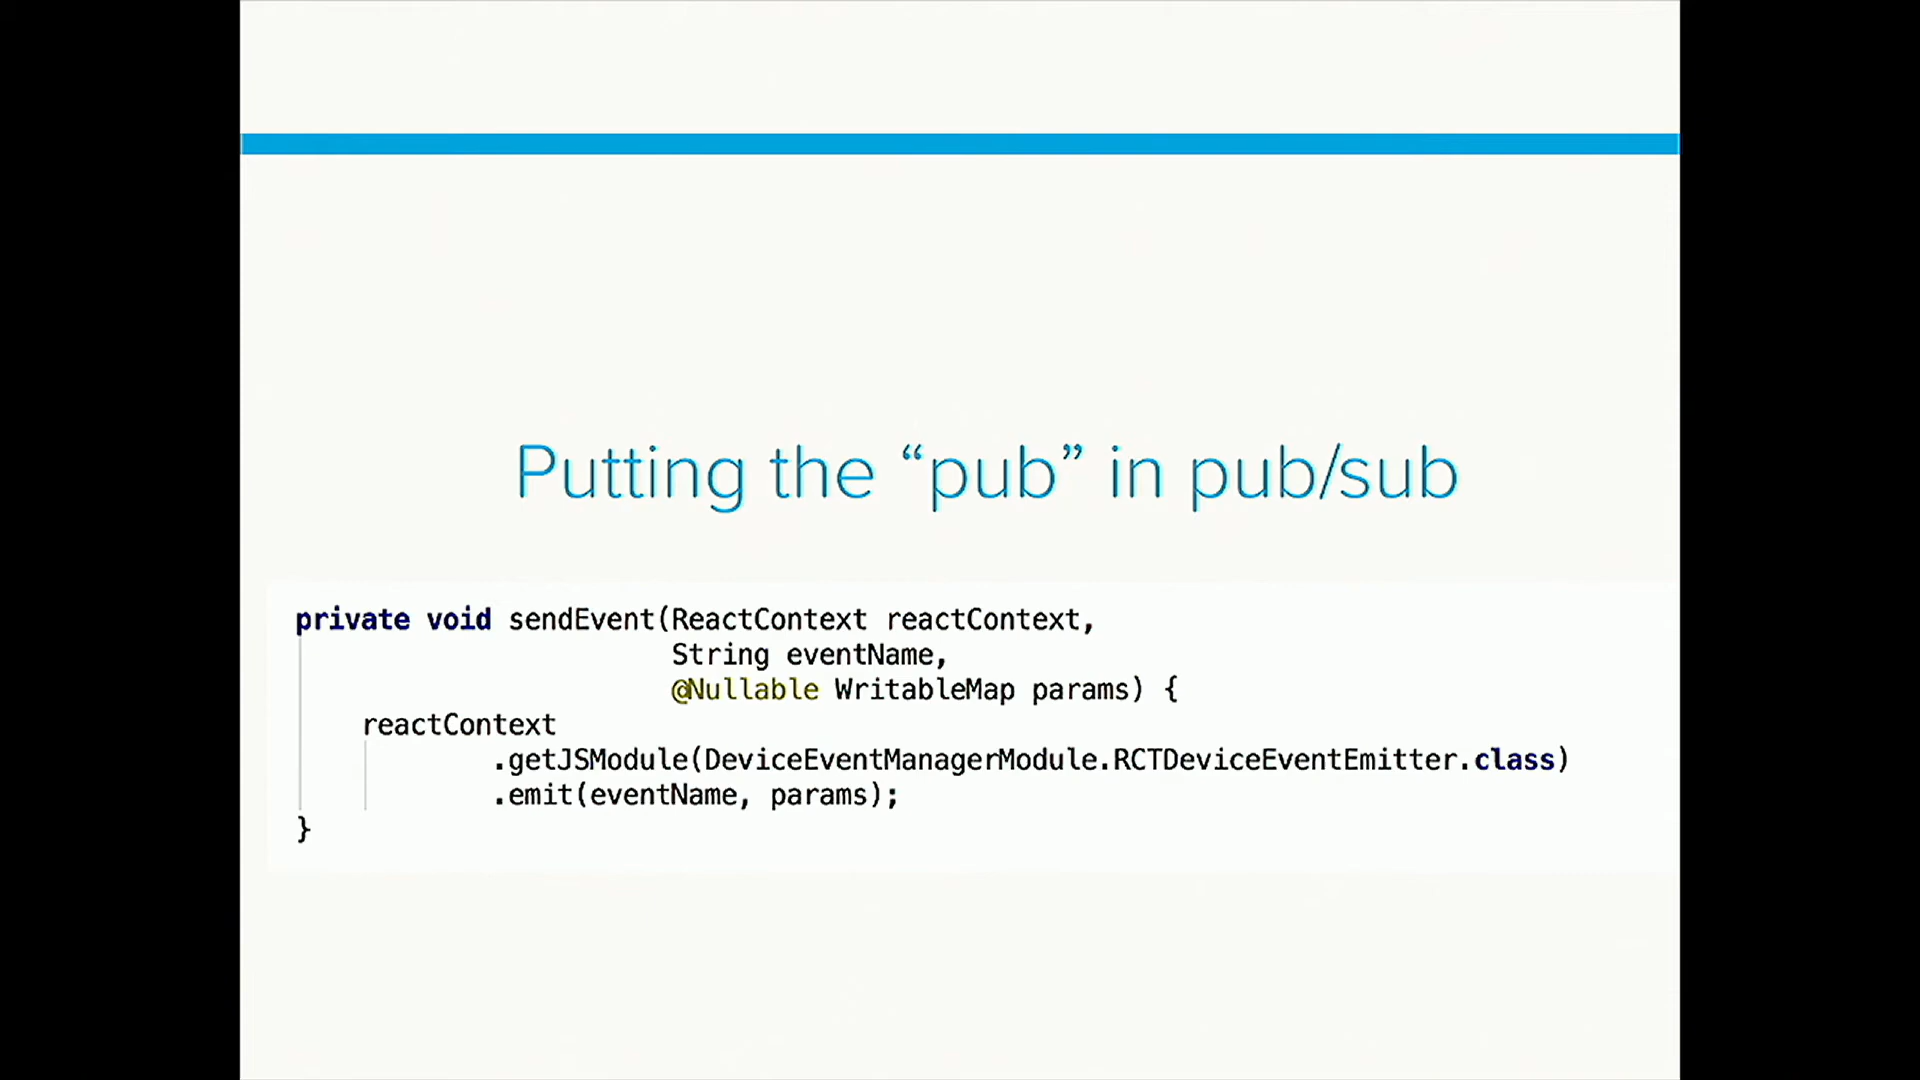 Putting the “pub” in pub/sub
private void sendEvent(ReactContext reactContext,
String eventName,
@Nullable WritableMap params) {
reactContext
.getJSModule(DeviceEventManagerModule.RCTDeviceEventEmitter.class)
.emit(eventName, params);
}